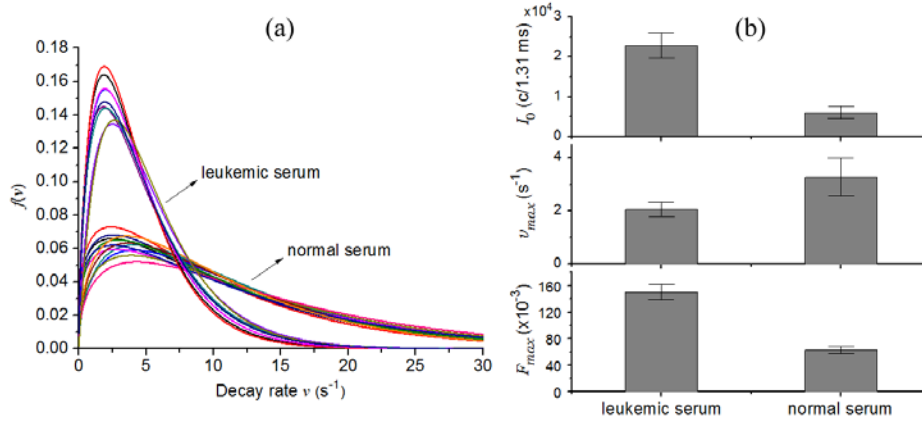 (a)
0.18
0.16
0.14
0.12
0.10
0.08
0.06
0.04
0.02
0.00
f(v)
leukemic serum
normal serum
0 5 10 15 20 25 30
Decay rate v (s⁻¹)
(b)
3 ×10⁴
2
1
0
I₀ (c/1.31 ms)
4
2
0
υmax (s⁻¹)
160
120
80
40
0
Fmax (x10⁻³)
leukemic serum normal serum